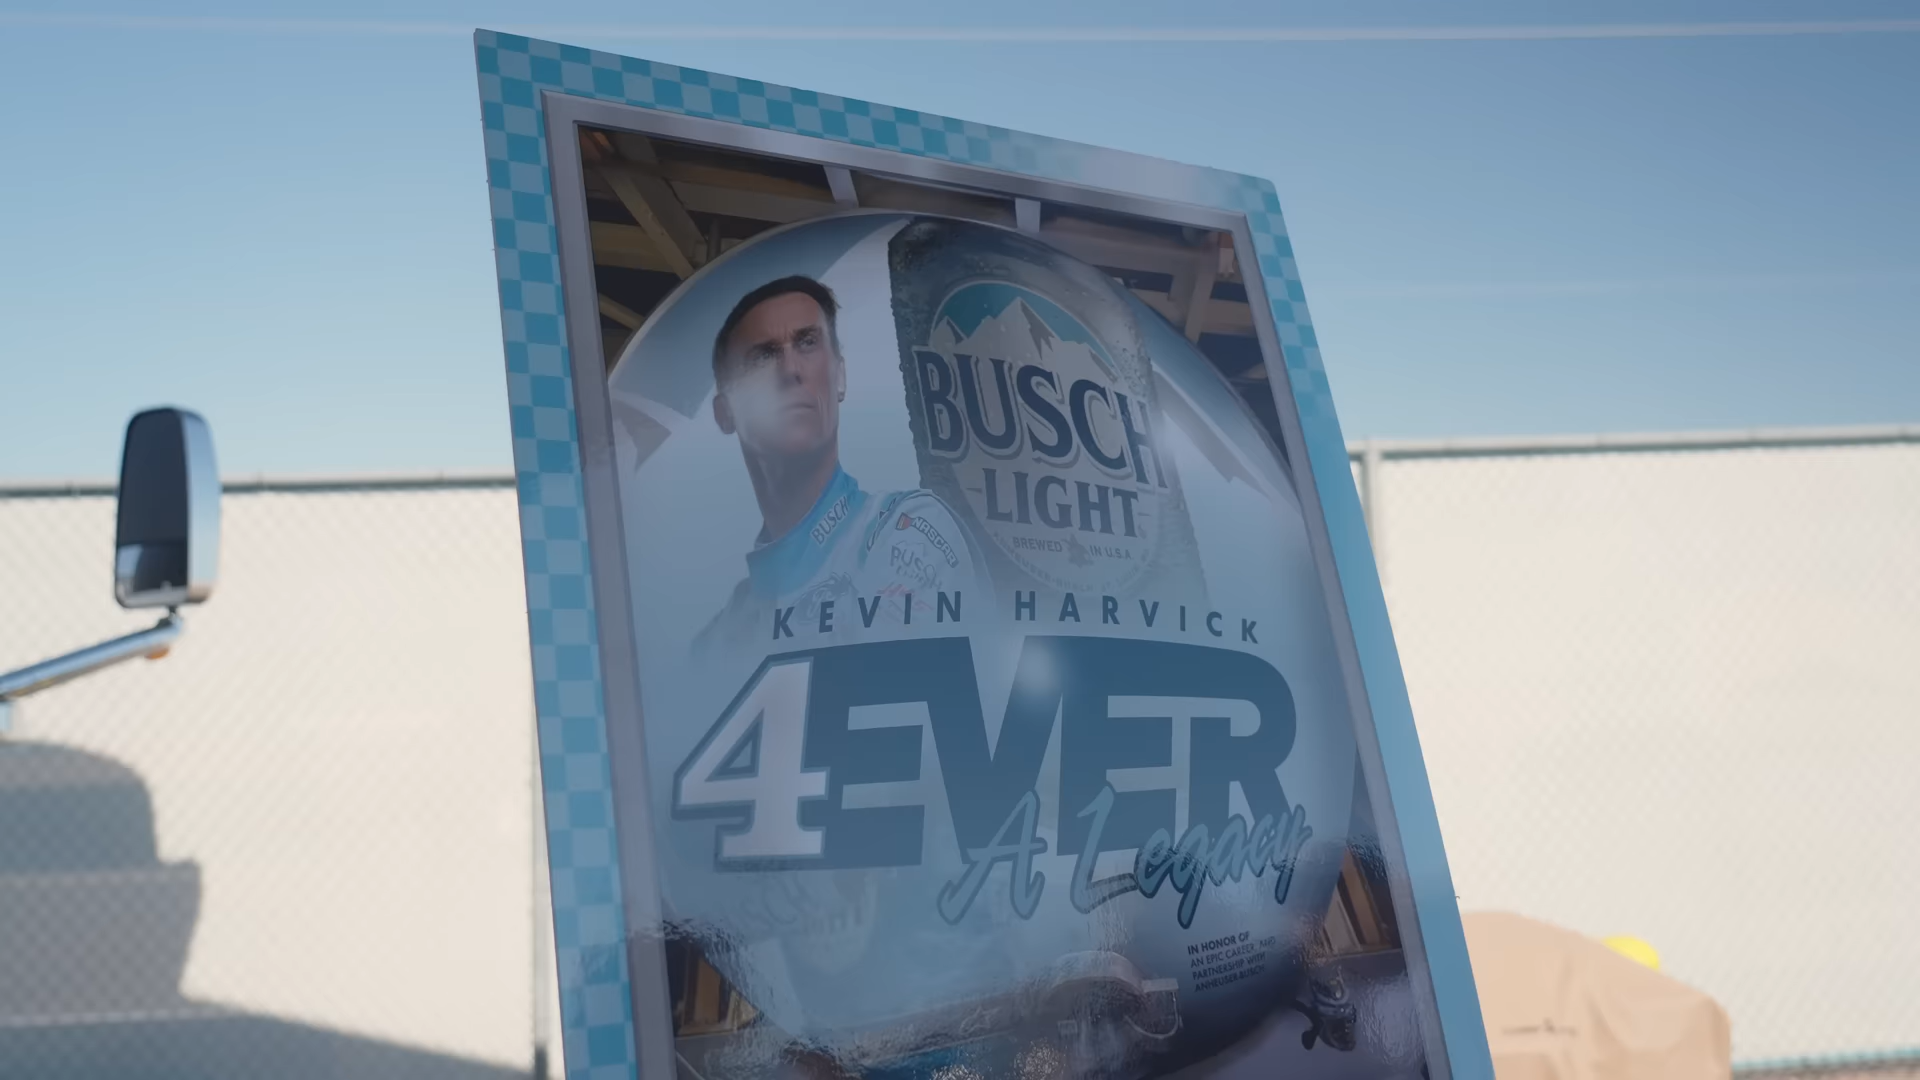 BUSCH
LIGHT
BREWED IN U.S.A
BUSCH
NASCAR
BUSCH
KEVIN HARVICK
4EVER
A Legacy
IN HONOR OF
AN EPIC CAREER, AND
PARTNERSHIP WITH
ANHEUSER-BUSCH